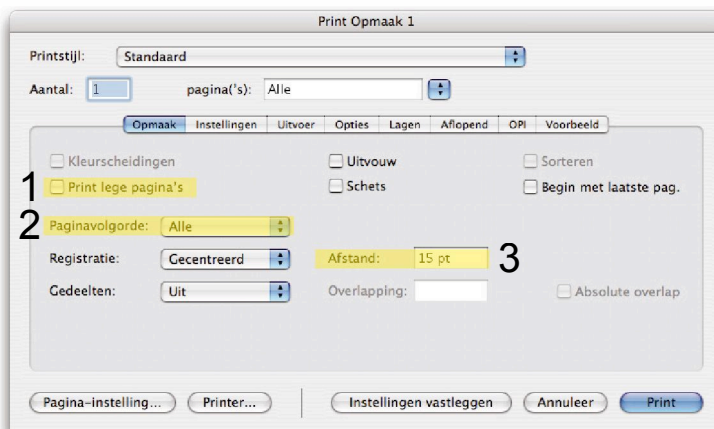 Print Opmaak 1
Printstijl: Standaard
Aantal: 1 pagina('s): Alle
Opmaak Instellingen Uitvoer Opties Lagen Aflopend OPI Voorbeeld
Kleurscheidingen Uitvouw Sorteren
1 Print lege pagina's Schets Begin met laatste pag.
2 Paginavolgorde: Alle
Registratie: Gecentreerd Afstand: 15 pt 3
Gedeelten: Uit Overlapping: Absolute overlap
Pagina-instelling... Printer... Instellingen vastleggen Annuleer Print